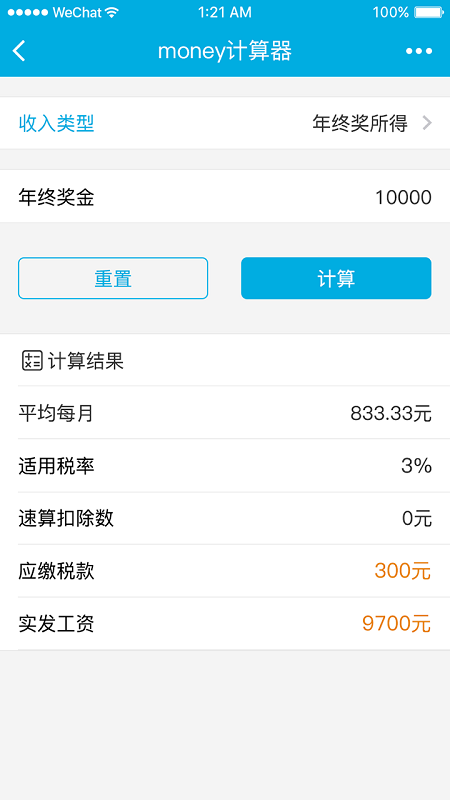 WeChat 1:21 AM 100%
money计算器
收入类型 年终奖所得
年终奖金 10000
重置 计算
计算结果
平均每月 833.33元
适用税率 3%
速算扣除数 0元
应缴税款 300元
实发工资 9700元